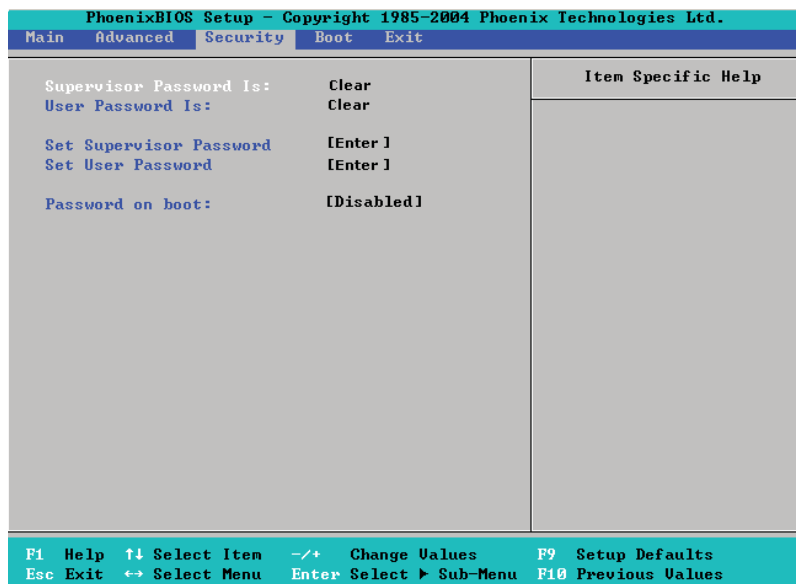 PhoenixBIOS Setup – Copyright 1985-2004 Phoenix Technologies Ltd.
Main Advanced Security Boot Exit
Item Specific Help
Supervisor Password Is: Clear
User Password Is: Clear
Set Supervisor Password [Enter]
Set User Password [Enter]
Password on boot: [Disabled]
F1 Help ↑↓ Select Item -/+ Change Values F9 Setup Defaults
Esc Exit ↔ Select Menu Enter Select ▶ Sub-Menu F10 Previous Values